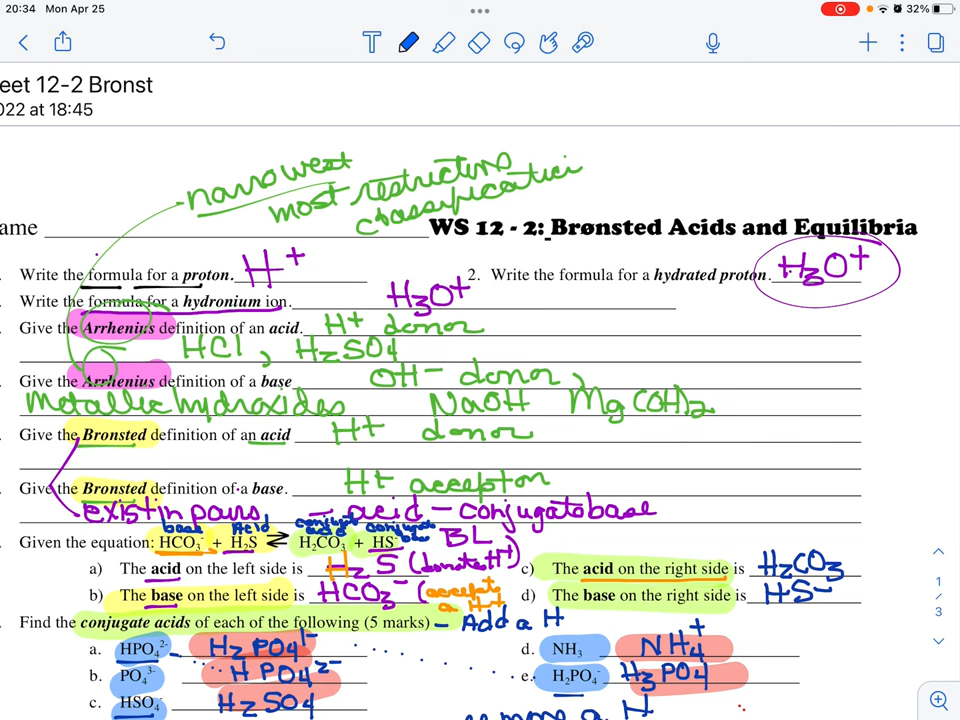 20:34 Mon Apr 25
32%
eet 12-2 Bronst
022 at 18:45
narrowest
most restrictive
classification
ame
WS 12 - 2: Brønsted Acids and Equilibria
Write the formula for a proton. H+
2. Write the formula for a hydrated proton. H3O+
Write the formula for a hydronium ion. H3O+
Give the Arrhenius definition of an acid. H+ donor
HCl, H2SO4
Give the Arrhenius definition of a base OH- donor,
metallic hydroxides NaOH Mg(OH)2
Give the Bronsted definition of an acid H+ donor
Give the Bronsted definition of a base. H+ acceptor
exist in pairs - acid - conjugate base
base Acid conjugate acid conjugate base BL
Given the equation: HCO3- + H2S ⇄ H2CO3 + HS-
a) The acid on the left side is H2S (donates H+)
c) The acid on the right side is H2CO3
b) The base on the left side is HCO3- (accepts a H+)
d) The base on the right side is HS-
Find the conjugate acids of each of the following (5 marks) - Add a H
a. HPO4 2- H2PO4 1-
d. NH3 NH4+
b. PO4 3- HPO4 2-
e. H2PO4- H3PO4
c. HSO4- H2SO4
1
/
3